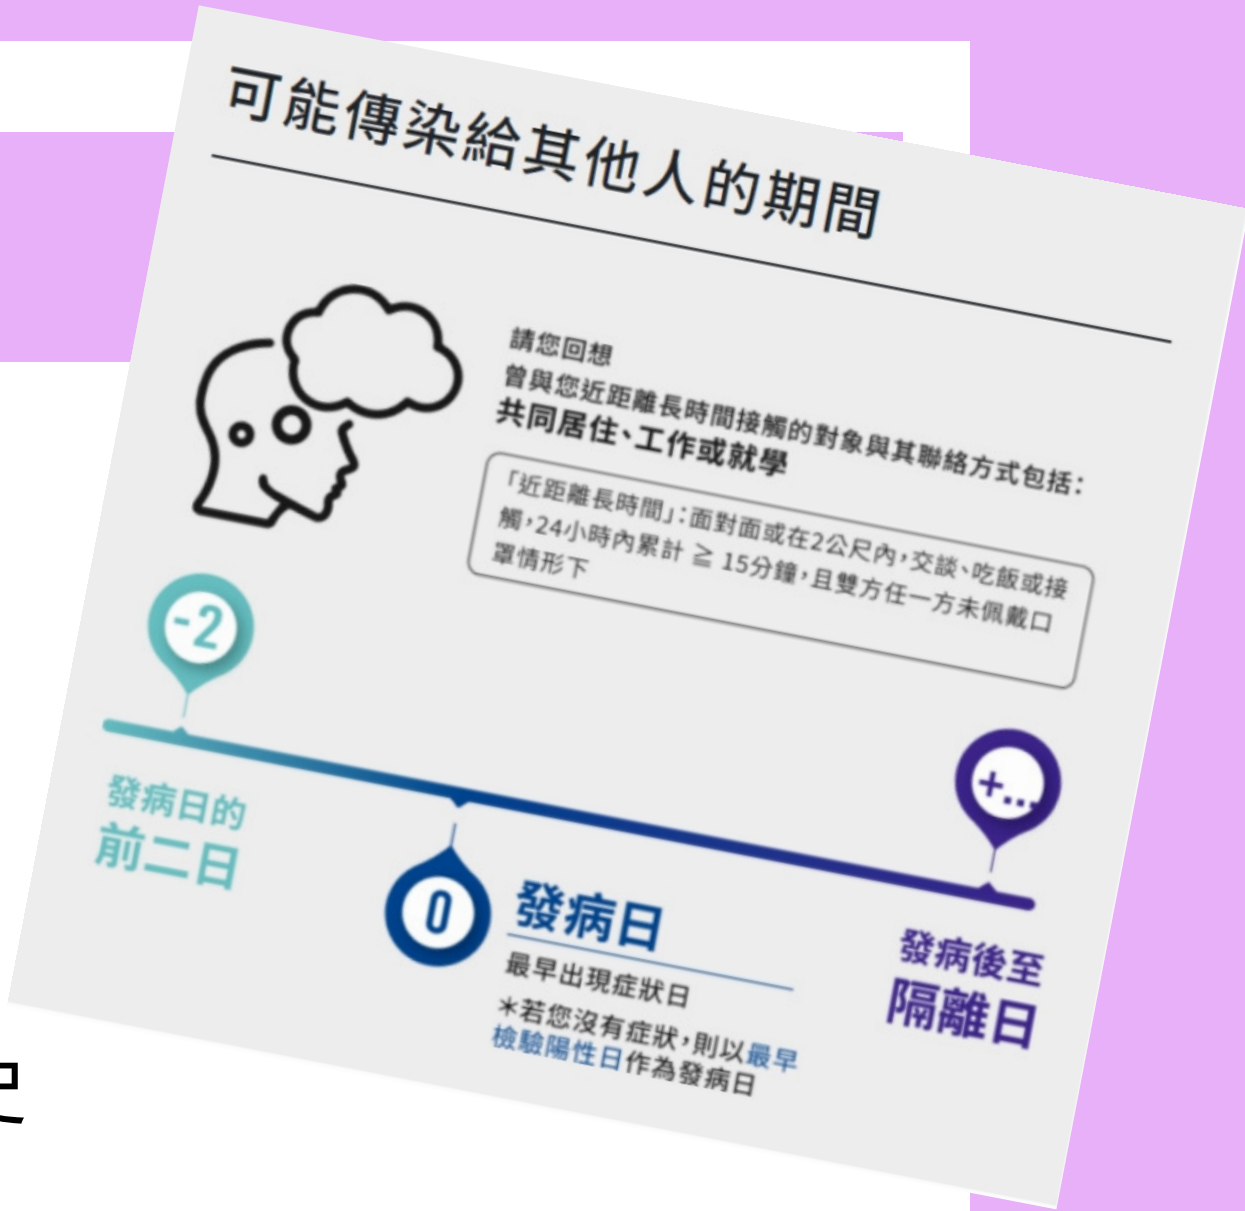 可能傳染給其他人的期間
請您回想
曾與您近距離長時間接觸的對象與其聯絡方式包括：
共同居住、工作或就學
「近距離長時間」：面對面或在2公尺內，交談、吃飯或接
觸，24小時內累計 ≧ 15分鐘，且雙方任一方未佩戴口
罩情形下
-2
+...
發病日的
前二日
0
發病日
最早出現症狀日
＊若您沒有症狀，則以最早
檢驗陽性日作為發病日
發病後至
隔離日